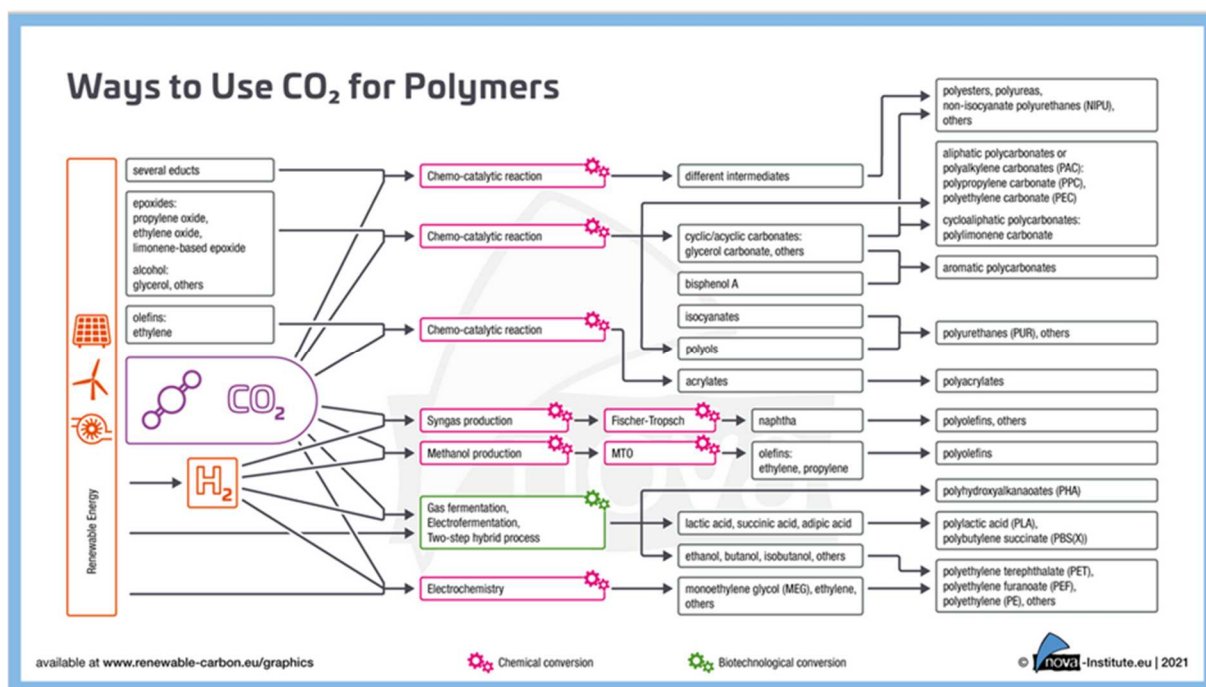 Ways to Use CO₂ for Polymers
Renewable Energy
several educts
epoxides:
propylene oxide,
ethylene oxide,
limonene-based epoxide
alcohol:
glycerol, others
olefins:
ethylene
CO₂
H₂
Chemo-catalytic reaction
Chemo-catalytic reaction
Chemo-catalytic reaction
Syngas production
Fischer-Tropsch
Methanol production
MTO
Gas fermentation,
Electrofermentation,
Two-step hybrid process
Electrochemistry
different intermediates
cyclic/acyclic carbonates:
glycerol carbonate, others
bisphenol A
isocyanates
polyols
acrylates
naphtha
olefins:
ethylene, propylene
lactic acid, succinic acid, adipic acid
ethanol, butanol, isobutanol, others
monoethylene glycol (MEG), ethylene,
others
polyesters, polyureas,
non-isocyanate polyurethanes (NIPU),
others
aliphatic polycarbonates or
polyalkylene carbonates (PAC):
polypropylene carbonate (PPC),
polyethylene carbonate (PEC)
cycloaliphatic polycarbonates:
polylimonene carbonate
aromatic polycarbonates
polyurethanes (PUR), others
polyacrylates
polyolefins, others
polyolefins
polyhydroxyalkanaoates (PHA)
polylactic acid (PLA),
polybutylene succinate (PBS(X))
polyethylene terephthalate (PET),
polyethylene furanoate (PEF),
polyethylene (PE), others
nova
available at www.renewable-carbon.eu/graphics
Chemical conversion
Biotechnological conversion
© nova-Institute.eu | 2021